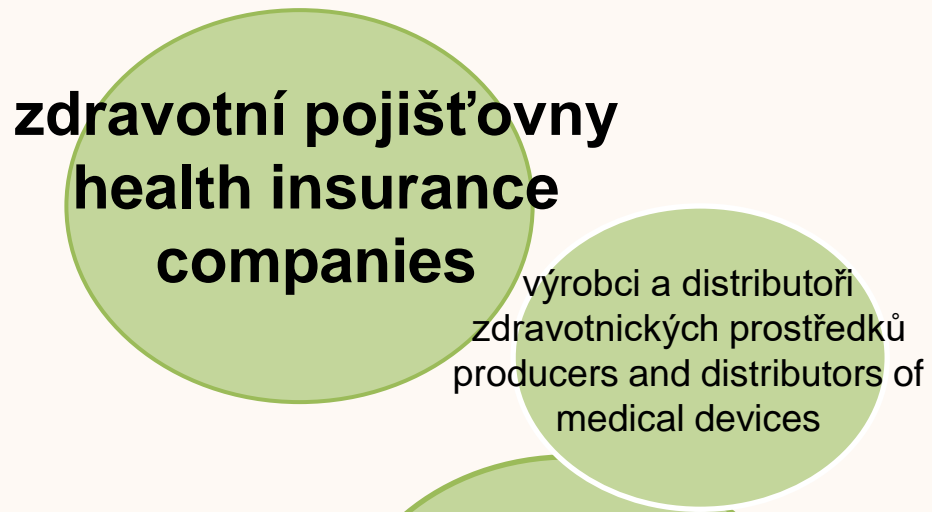 zdravotní pojišťovny
health insurance
companies
výrobci a distributoři
zdravotnických prostředků
producers and distributors of
medical devices